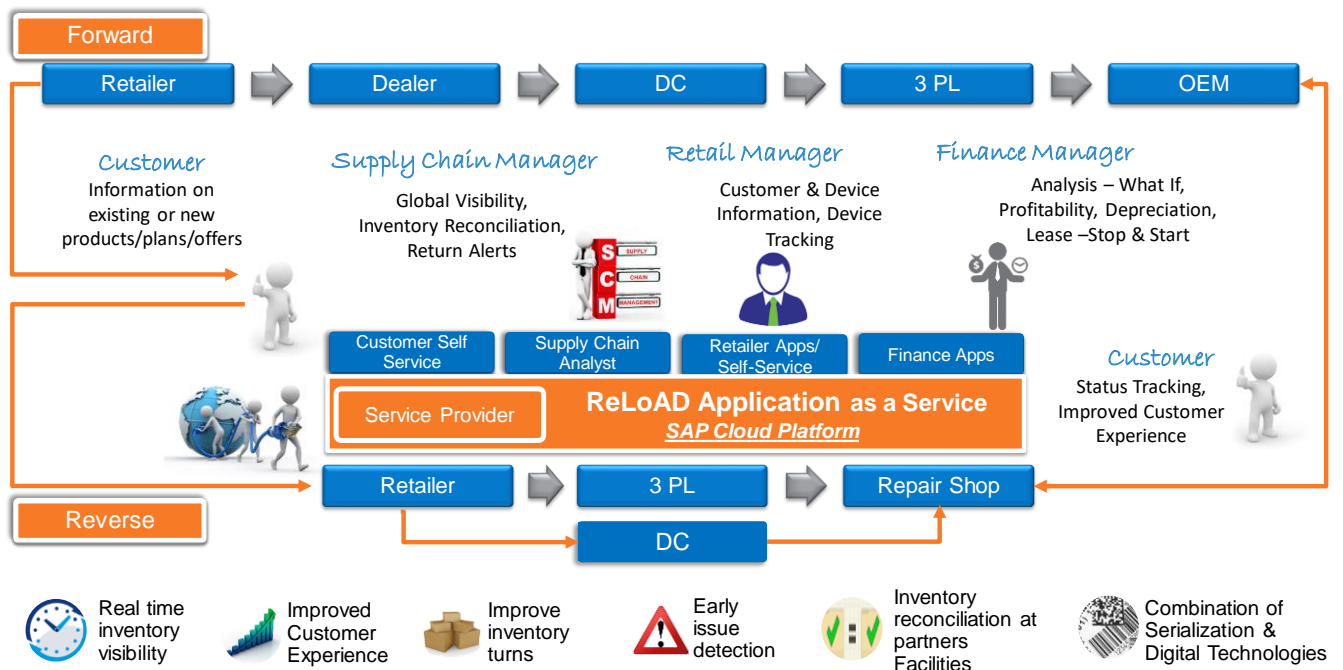 Forward
Retailer
Dealer
DC
3 PL
OEM
Customer
Information on
existing or new
products/plans/offers
Supply Chain Manager
Global Visibility,
Inventory Reconciliation,
Return Alerts
Retail Manager
Customer & Device
Information, Device
Tracking
Finance Manager
Analysis – What If,
Profitability, Depreciation,
Lease –Stop & Start
S SUPPLY
C CHAIN
M MANAGEMENT
Customer Self
Service
Supply Chain
Analyst
Retailer Apps/
Self-Service
Finance Apps
Service Provider
ReLoAD Application as a Service
SAP Cloud Platform
Customer
Status Tracking,
Improved Customer
Experience
Retailer
3 PL
Repair Shop
Reverse
DC
Real time
inventory
visibility
Improved
Customer
Experience
Improve
inventory
turns
Early
issue
detection
Inventory
reconciliation at
partners
Facilities
Combination of
Serialization &
Digital Technologies